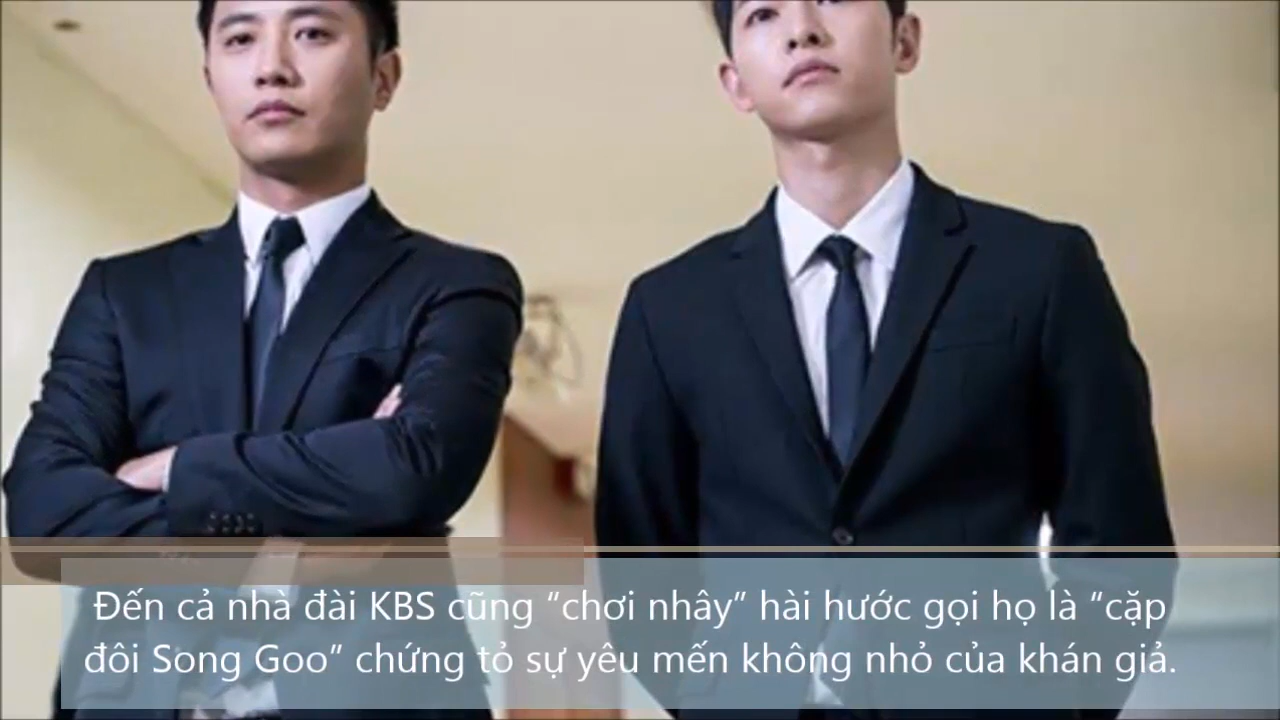 Đến cả nhà đài KBS cũng “chơi nhây” hài hước gọi họ là “cặp
đôi Song Goo” chứng tỏ sự yêu mến không nhỏ của khán giả.